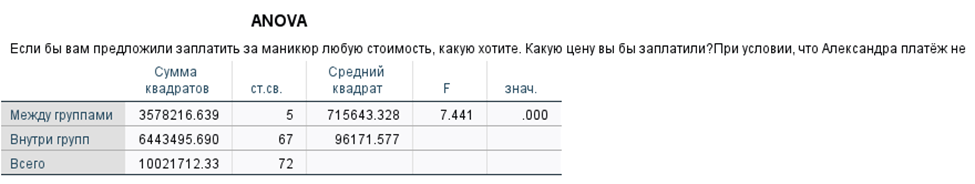 ANOVA
Если бы вам предложили заплатить за маникюр любую стоимость, какую хотите. Какую цену вы бы заплатили?При условии, что Александра платёж не
Сумма квадратов ст.св. Средний квадрат F знач.
Между группами 3578216.639 5 715643.328 7.441 .000
Внутри групп 6443495.690 67 96171.577
Всего 10021712.33 72